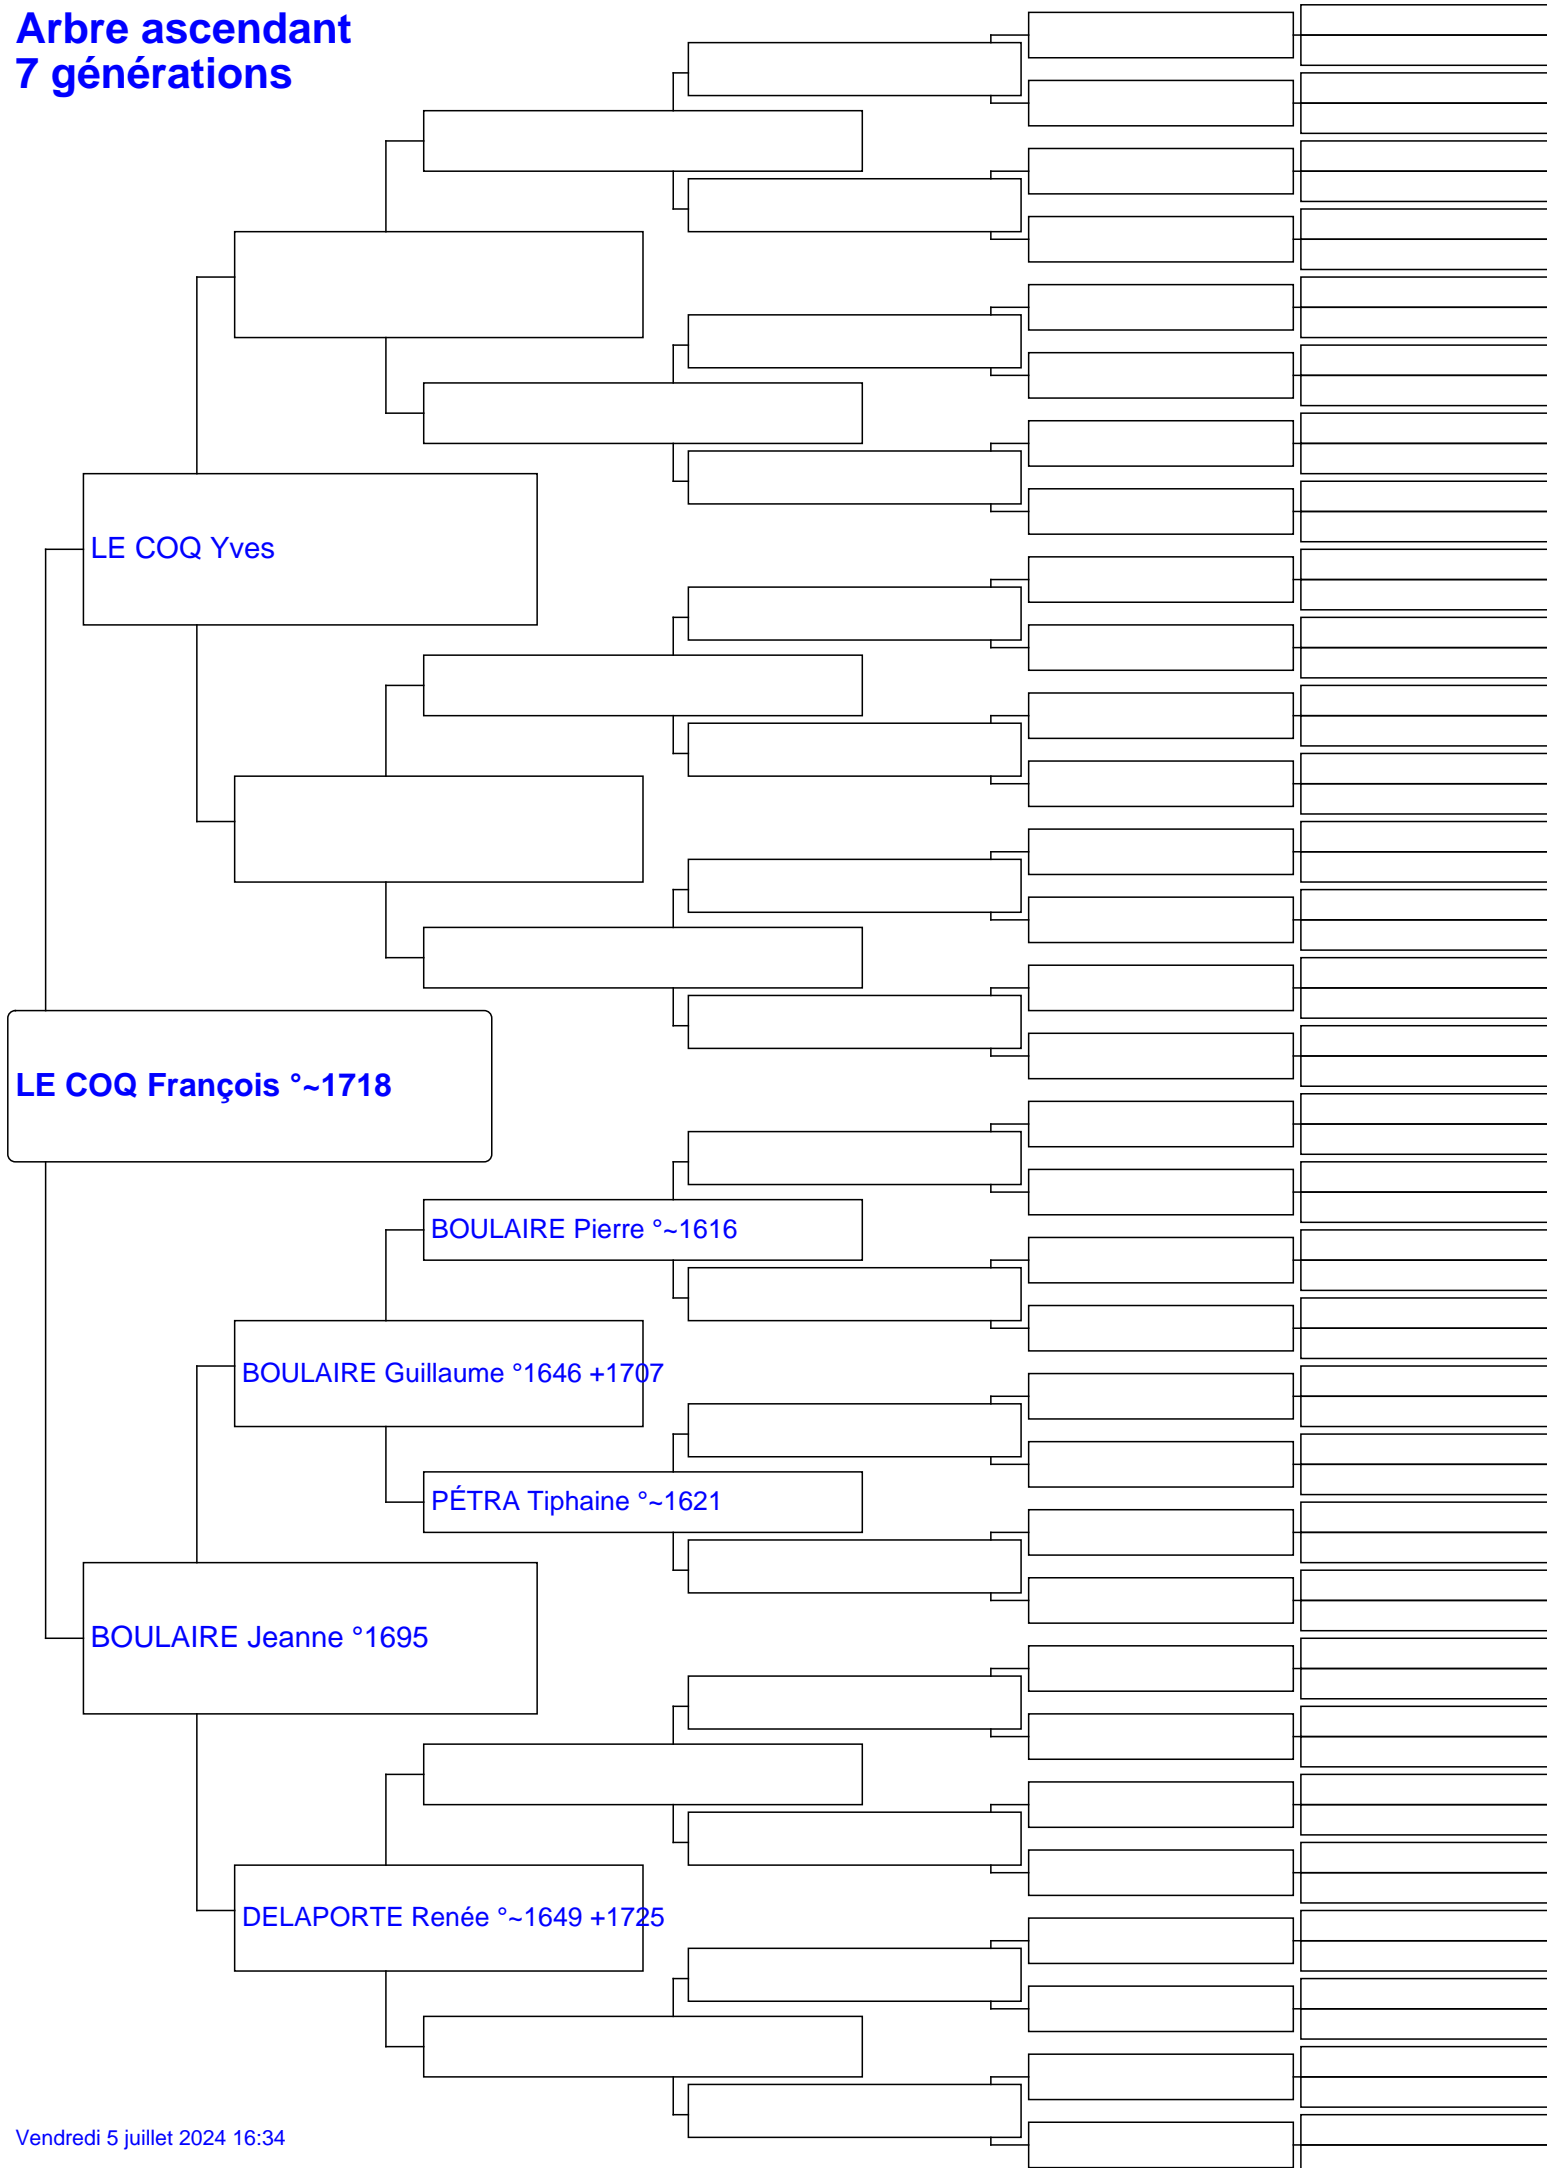 Arbre ascendant
7 générations
LE COQ Yves
LE COQ François °~1718
BOULAIRE Pierre °~1616
BOULAIRE Guillaume °1646 +1707
PÉTRA Tiphaine °~1621
BOULAIRE Jeanne °1695
DELAPORTE Renée °~1649 +1725
Vendredi 5 juillet 2024 16:34